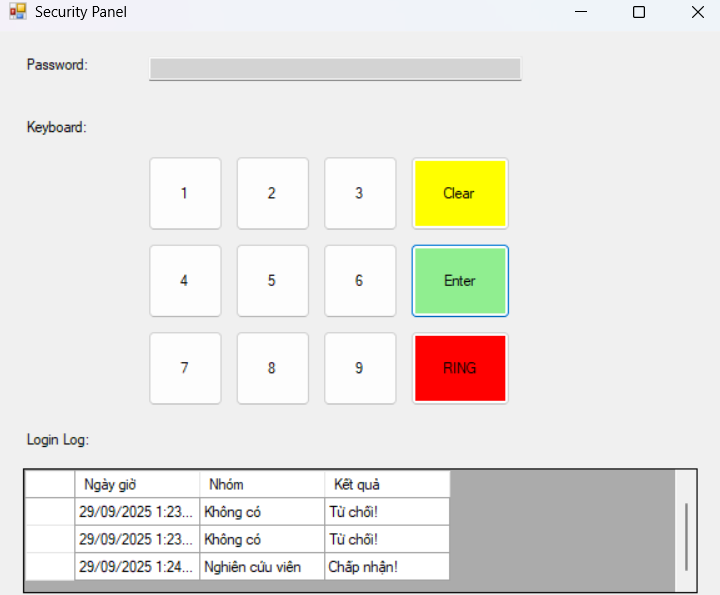 Security Panel
Password:
Keyboard:
1 2 3 Clear
4 5 6 Enter
7 8 9 RING
Login Log:
Ngày giờ Nhóm Kết quả
29/09/2025 1:23... Không có Từ chối!
29/09/2025 1:23... Không có Từ chối!
29/09/2025 1:24... Nghiên cứu viên Chấp nhận!